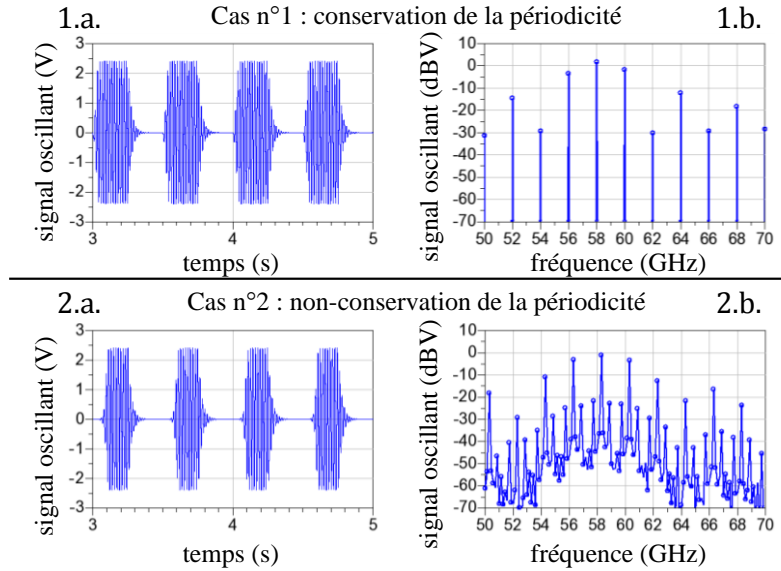 1.a. Cas n°1 : conservation de la périodicité 1.b.
signal oscillant (V)
3
2
1
0
-1
-2
-3
3 4 5
temps (s)
signal oscillant (dBV)
10
0
-10
-20
-30
-40
-50
-60
-70
50 52 54 56 58 60 62 64 66 68 70
fréquence (GHz)
2.a. Cas n°2 : non-conservation de la périodicité 2.b.
signal oscillant (V)
3
2
1
0
-1
-2
-3
3 4 5
temps (s)
signal oscillant (dBV)
10
0
-10
-20
-30
-40
-50
-60
-70
50 52 54 56 58 60 62 64 66 68 70
fréquence (GHz)